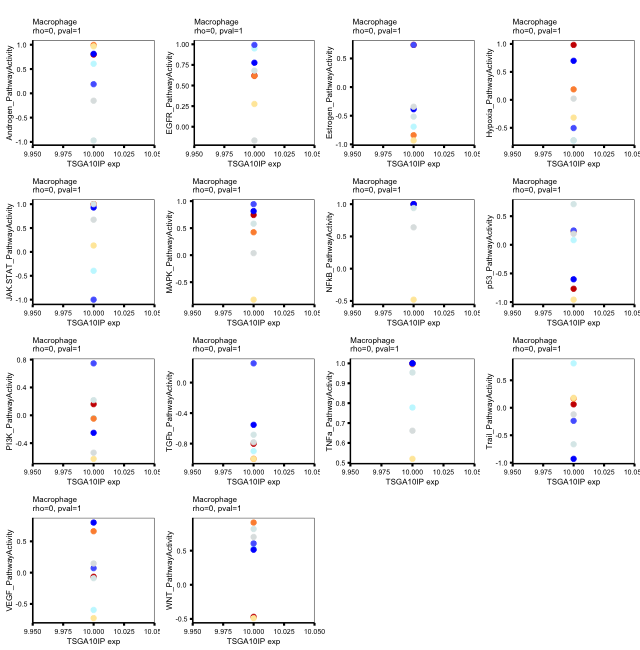 Macrophage
rho=0, pval=1
Androgen_PathwayActivity
1.0
0.5
0.0
-0.5
-1.0
9.950 9.975 10.000 10.025 10.05
TSGA10IP exp
Macrophage
rho=0, pval=1
EGFR_PathwayActivity
1.00
0.75
0.50
0.25
0.00
9.950 9.975 10.000 10.025 10.05
TSGA10IP exp
Macrophage
rho=0, pval=1
Estrogen_PathwayActivity
0.5
0.0
-0.5
-1.0
9.950 9.975 10.000 10.025 10.05
TSGA10IP exp
Macrophage
rho=0, pval=1
Hypoxia_PathwayActivity
1.0
0.5
0.0
-0.5
9.950 9.975 10.000 10.025 10.05
TSGA10IP exp
Macrophage
rho=0, pval=1
JAK.STAT_PathwayActivity
1.0
0.5
0.0
-0.5
-1.0
9.950 9.975 10.000 10.025 10.05
TSGA10IP exp
Macrophage
rho=0, pval=1
MAPK_PathwayActivity
1.0
0.5
0.0
-0.5
9.950 9.975 10.000 10.025 10.05
TSGA10IP exp
Macrophage
rho=0, pval=1
NFkB_PathwayActivity
1.0
0.5
0.0
-0.5
9.950 9.975 10.000 10.025 10.05
TSGA10IP exp
Macrophage
rho=0, pval=1
p53_PathwayActivity
0.5
0.0
-0.5
-1.0
9.950 9.975 10.000 10.025 10.05
TSGA10IP exp
Macrophage
rho=0, pval=1
PI3K_PathwayActivity
0.8
0.4
0.0
-0.4
9.950 9.975 10.000 10.025 10.05
TSGA10IP exp
Macrophage
rho=0, pval=1
TGFb_PathwayActivity
0.0
-0.4
-0.8
9.950 9.975 10.000 10.025 10.05
TSGA10IP exp
Macrophage
rho=0, pval=1
TNFa_PathwayActivity
1.0
0.9
0.8
0.7
0.6
0.5
9.950 9.975 10.000 10.025 10.05
TSGA10IP exp
Macrophage
rho=0, pval=1
Trail_PathwayActivity
0.5
0.0
-0.5
-1.0
9.950 9.975 10.000 10.025 10.05
TSGA10IP exp
Macrophage
rho=0, pval=1
VEGF_PathwayActivity
0.5
0.0
-0.5
9.950 9.975 10.000 10.025 10.05
TSGA10IP exp
Macrophage
rho=0, pval=1
WNT_PathwayActivity
0.5
0.0
-0.5
9.950 9.975 10.000 10.025 10.050
TSGA10IP exp